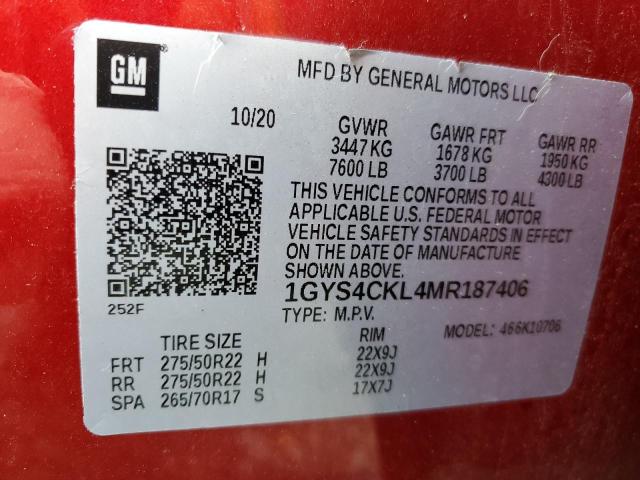 GM
MFD BY GENERAL MOTORS LLC
10/20
GVWR
3447 KG
7600 LB
GAWR FRT
1678 KG
3700 LB
GAWR RR
1950 KG
4300 LB
THIS VEHICLE CONFORMS TO ALL
APPLICABLE U.S. FEDERAL MOTOR
VEHICLE SAFETY STANDARDS IN EFFECT
ON THE DATE OF MANUFACTURE
SHOWN ABOVE.
1GYS4CKL4MR187406
TYPE: M.P.V.
MODEL: 466K10706
252F
TIRE SIZE RIM
FRT 275/50R22 H 22X9J
RR 275/50R22 H 22X9J
SPA 265/70R17 S 17X7J